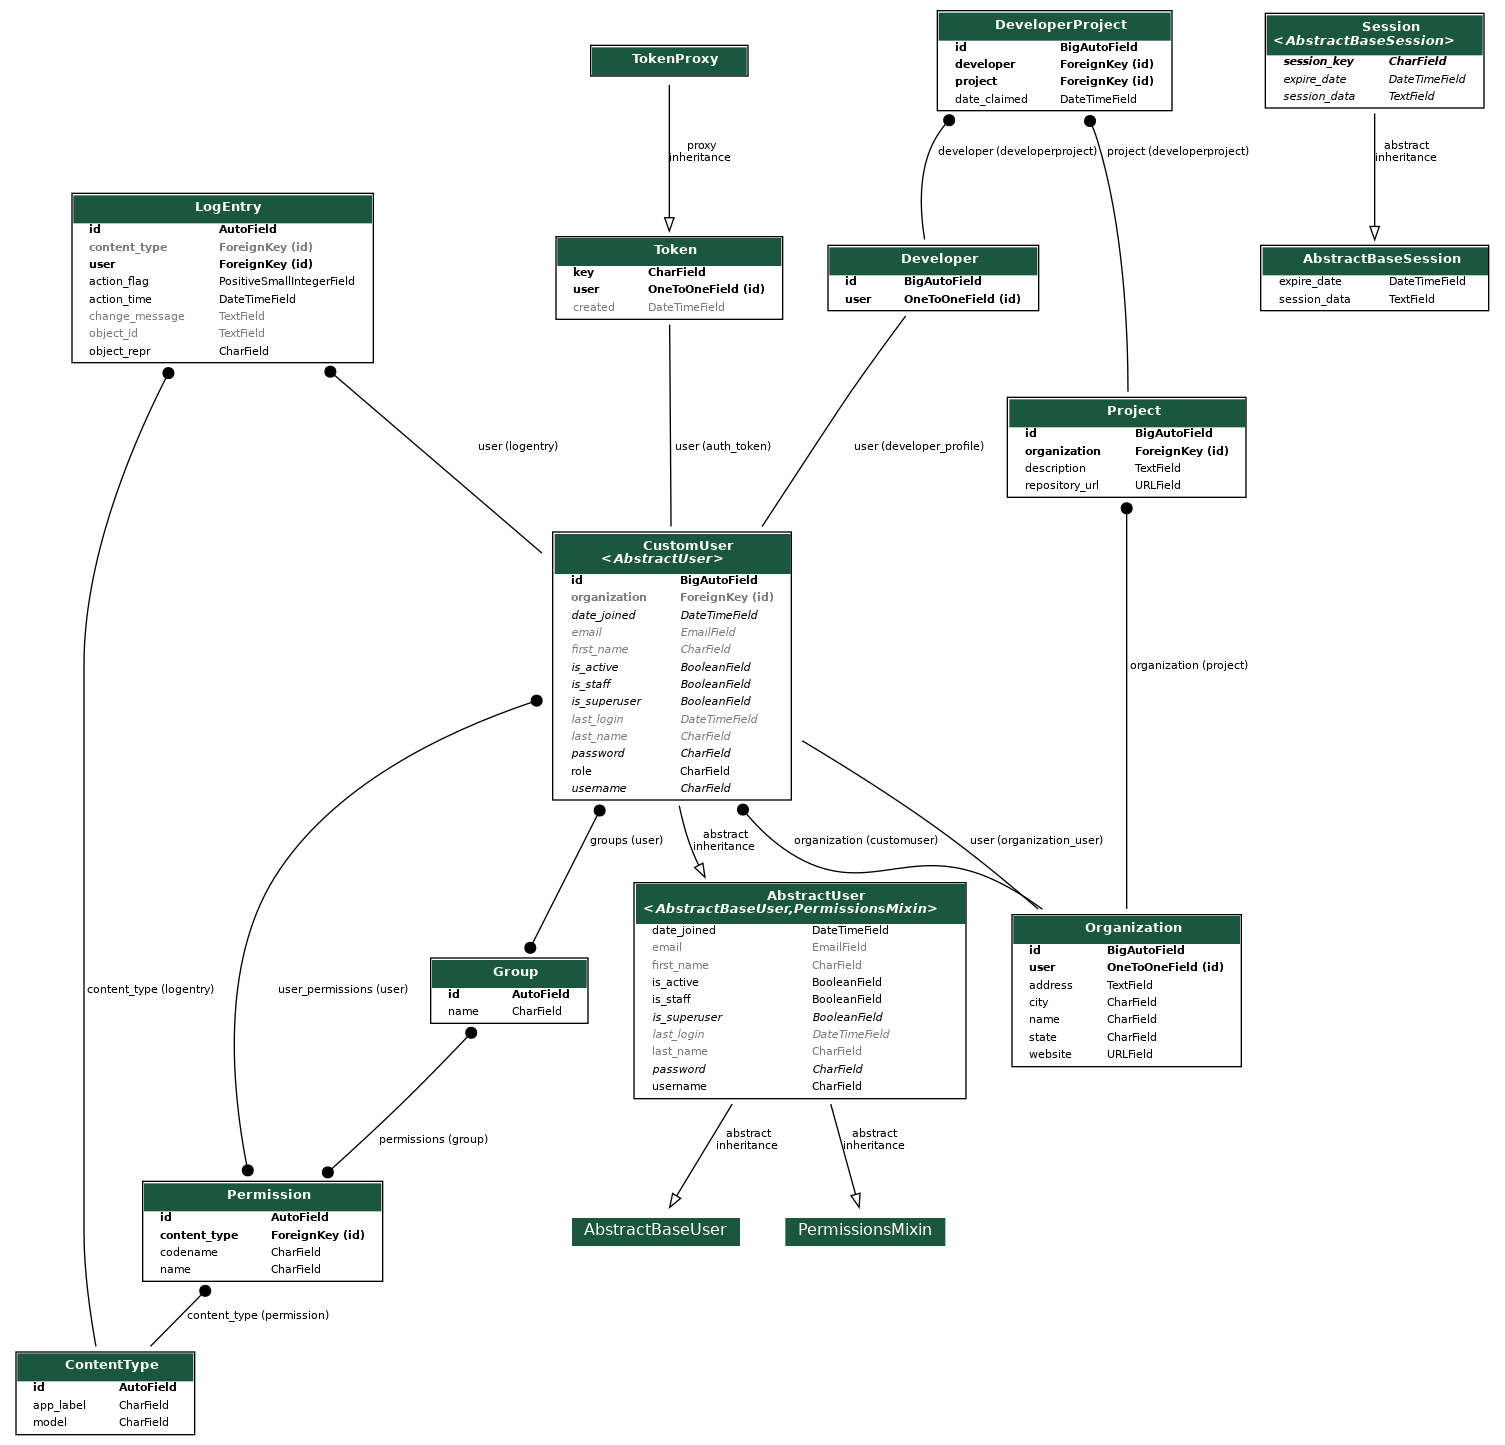 DeveloperProject
id BigAutoField
developer ForeignKey (id)
project ForeignKey (id)
date_claimed DateTimeField
Session
<AbstractBaseSession>
session_key CharField
expire_date DateTimeField
session_data TextField
TokenProxy
proxy
inheritance
developer (developerproject)
project (developerproject)
abstract
inheritance
LogEntry
id AutoField
content_type ForeignKey (id)
user ForeignKey (id)
action_flag PositiveSmallIntegerField
action_time DateTimeField
change_message TextField
object_id TextField
object_repr CharField
Token
key CharField
user OneToOneField (id)
created DateTimeField
Developer
id BigAutoField
user OneToOneField (id)
AbstractBaseSession
expire_date DateTimeField
session_data TextField
Project
id BigAutoField
organization ForeignKey (id)
description TextField
repository_url URLField
user (logentry)
user (auth_token)
user (developer_profile)
CustomUser
<AbstractUser>
id BigAutoField
organization ForeignKey (id)
date_joined DateTimeField
email EmailField
first_name CharField
is_active BooleanField
is_staff BooleanField
is_superuser BooleanField
last_login DateTimeField
last_name CharField
password CharField
role CharField
username CharField
organization (project)
groups (user)
abstract
inheritance
organization (customuser)
user (organization_user)
AbstractUser
<AbstractBaseUser,PermissionsMixin>
date_joined DateTimeField
email EmailField
first_name CharField
is_active BooleanField
is_staff BooleanField
is_superuser BooleanField
last_login DateTimeField
last_name CharField
password CharField
username CharField
Organization
id BigAutoField
user OneToOneField (id)
address TextField
city CharField
name CharField
state CharField
website URLField
Group
id AutoField
name CharField
content_type (logentry)
user_permissions (user)
permissions (group)
abstract
inheritance
abstract
inheritance
Permission
id AutoField
content_type ForeignKey (id)
codename CharField
name CharField
AbstractBaseUser
PermissionsMixin
content_type (permission)
ContentType
id AutoField
app_label CharField
model CharField